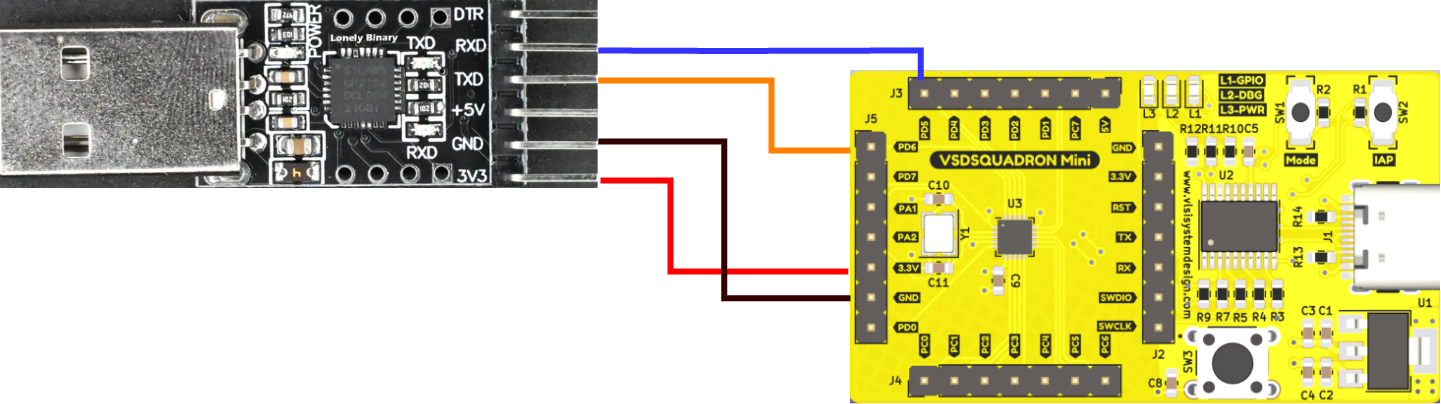 POWER
Lonely Binary
TXD
RXD
DTR
RXD
TXD
+5V
GND
3V3
J3
PD5
PD4
PD3
PD2
PD1
PC7
5V
L3
L2
L1
L1-GPIO
L2-DBG
L3-PWR
SW1
R2
Mode
R1
SW2
IAP
J5
PD6
PD7
PA1
PA2
3.3V
GND
PD0
VSDSQUADRON Mini
C10
Y1
C11
U3
C9
GND
3.3V
RST
TX
RX
SWDIO
SWCLK
J2
R12
R11
R10
C5
U2
www.vlsisystemdesign.com
R14
R13
J1
U1
R9
R7
R5
R4
R3
C3
C1
C4
C2
SW3
C8
J4
PC0
PC1
PC2
PC3
PC4
PC5
PC6